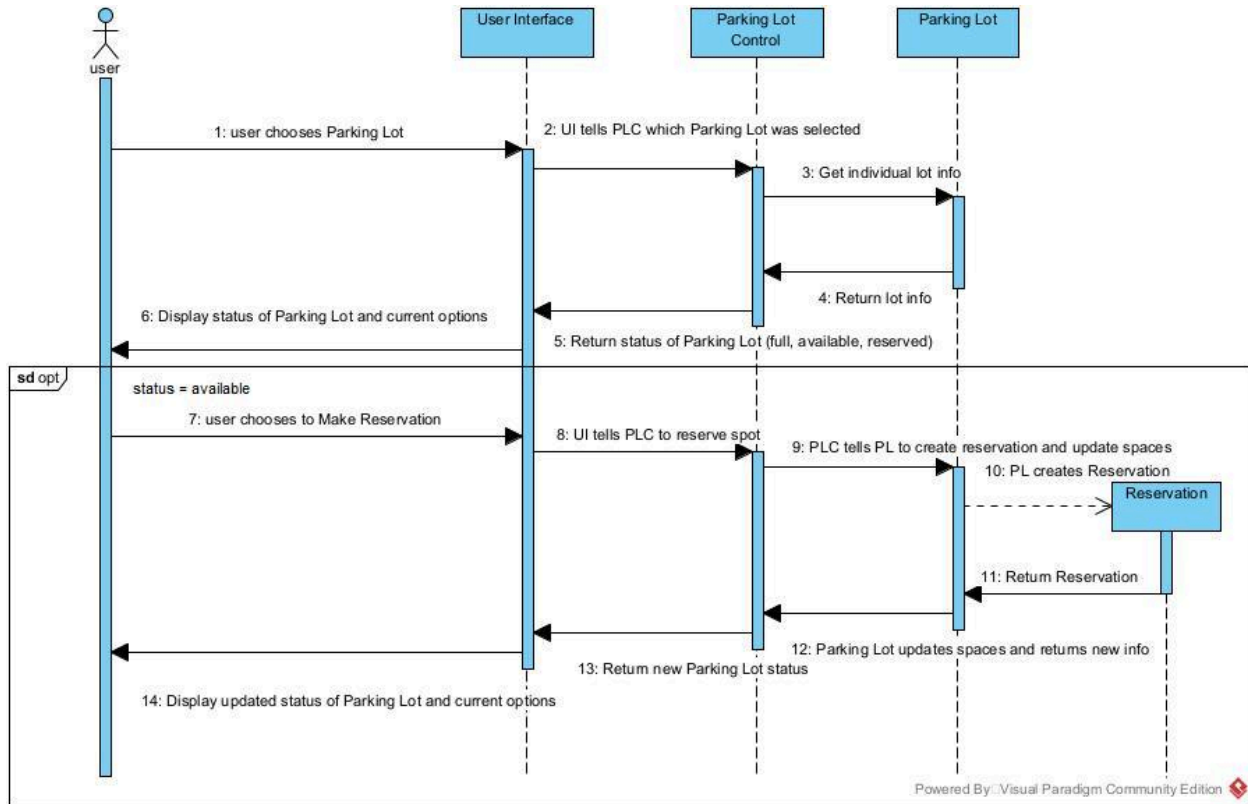 User Interface
Parking Lot
Control
Parking Lot
user
1: user chooses Parking Lot
2: UI tells PLC which Parking Lot was selected
3: Get individual lot info
4: Return lot info
5: Return status of Parking Lot (full, available, reserved)
6: Display status of Parking Lot and current options
sd opt
status = available
7: user chooses to Make Reservation
8: UI tells PLC to reserve spot
9: PLC tells PL to create reservation and update spaces
10: PL creates Reservation
Reservation
11: Return Reservation
12: Parking Lot updates spaces and returns new info
13: Return new Parking Lot status
14: Display updated status of Parking Lot and current options
Powered By Visual Paradigm Community Edition